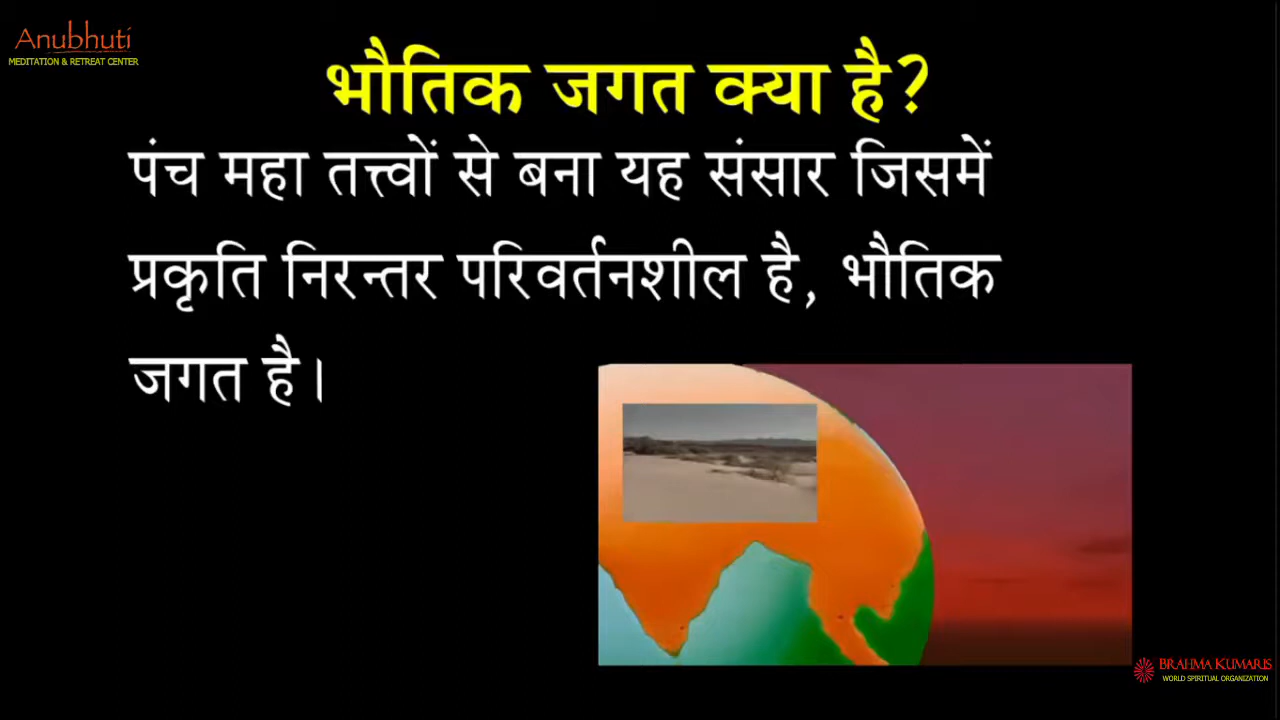 Anubhuti
MEDITATION & RETREAT CENTER
भौतिक जगत क्या है?
पंच महा तत्त्वों से बना यह संसार जिसमें
प्रकृति निरन्तर परिवर्तनशील है, भौतिक
जगत है।
BRAHMA KUMARIS
WORLD SPIRITUAL ORGANIZATION